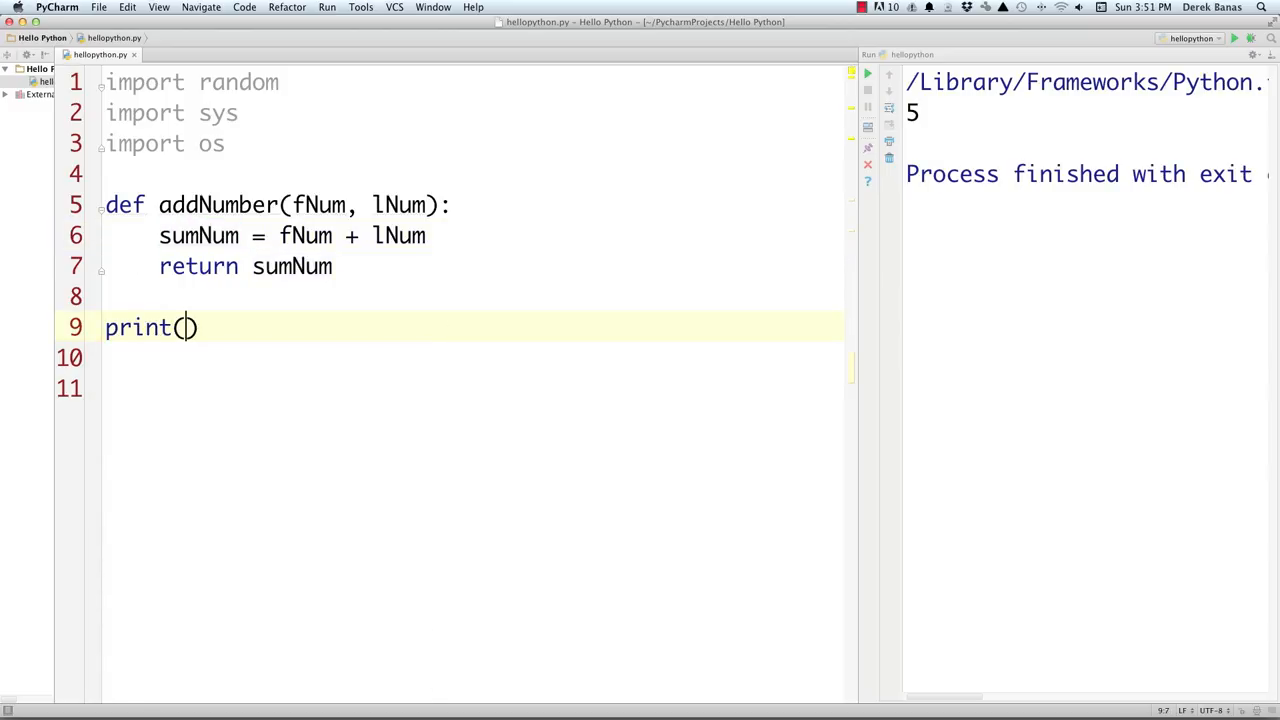 PyCharm File Edit View Navigate Code Refactor Run Tools VCS Window Help 10 Sun 3:51 PM Derek Banas
hellopython.py – Hello Python – [~/PycharmProjects/Hello Python]
Hello Python hellopython.py hellopython
hellopython.py Run hellopython
Hello F
hell
Externa
1 import random
2 import sys
3 import os
4
5 def addNumber(fNum, lNum):
6 sumNum = fNum + lNum
7 return sumNum
8
9 print()
10
11
/Library/Frameworks/Python.
5
Process finished with exit
9:7 LF UTF-8